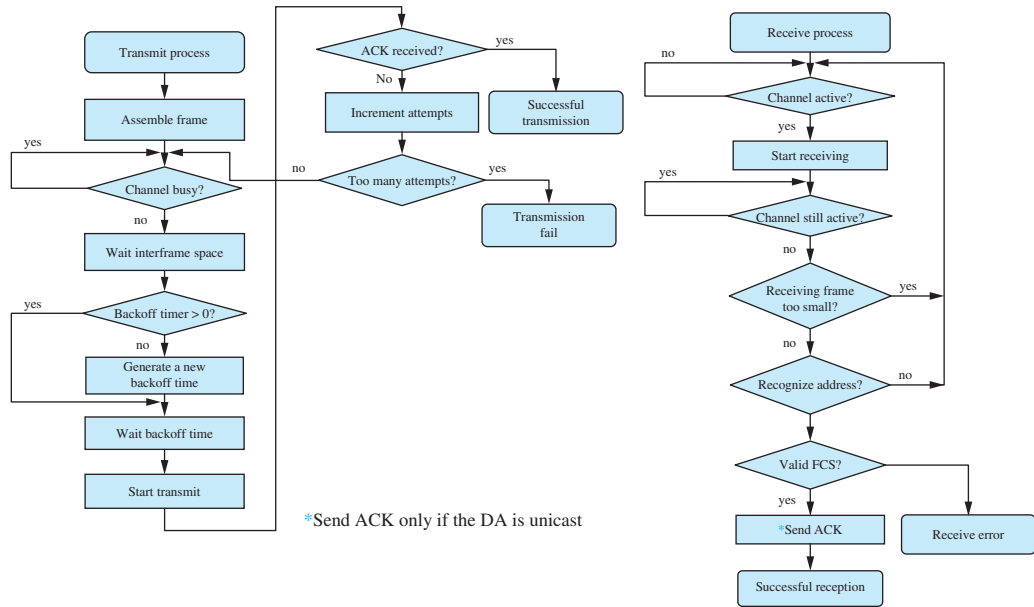 Transmit process
Assemble frame
yes
Channel busy?
no
Wait interframe space
yes
Backoff timer > 0?
no
Generate a new
backoff time
Wait backoff time
Start transmit
ACK received?
yes
No
Increment attempts
Successful
transmission
no
Too many attempts?
yes
Transmission
fail
*Send ACK only if the DA is unicast
Receive process
no
Channel active?
yes
Start receiving
yes
Channel still active?
no
Receiving frame
too small?
yes
no
Recognize address?
no
Valid FCS?
yes
*Send ACK
Receive error
Successful reception